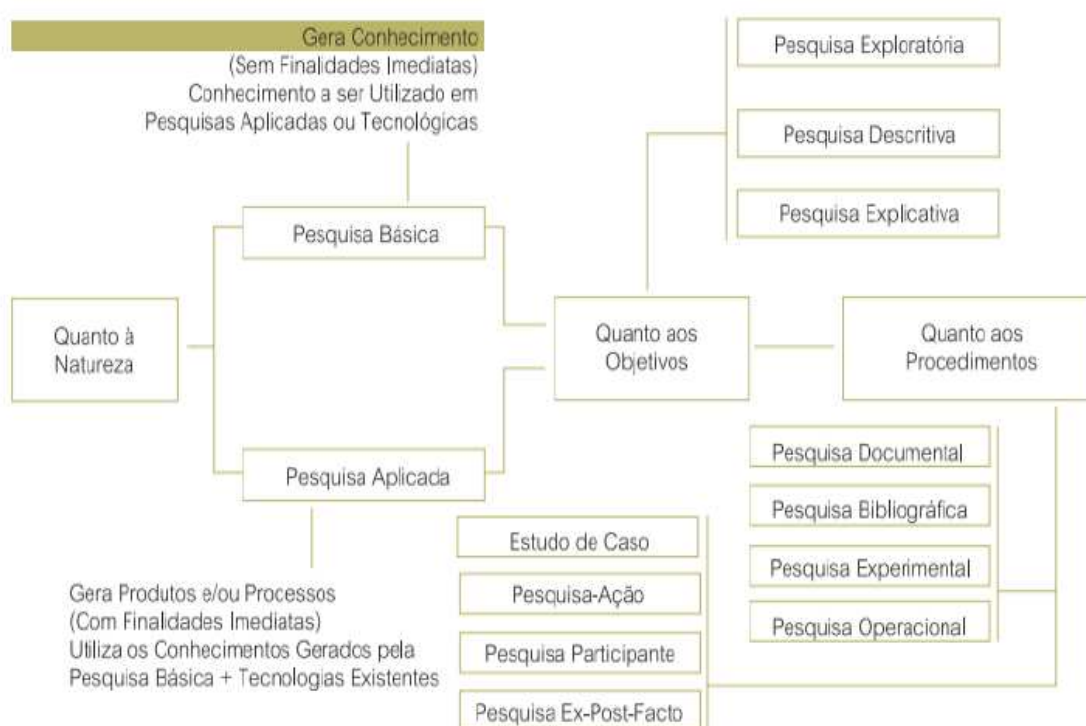 Gera Conhecimento
(Sem Finalidades Imediatas)
Conhecimento a ser Utilizado em
Pesquisas Aplicadas ou Tecnológicas
Pesquisa Exploratória
Pesquisa Descritiva
Pesquisa Explicativa
Pesquisa Básica
Quanto à
Natureza
Quanto aos
Objetivos
Quanto aos
Procedimentos
Pesquisa Aplicada
Pesquisa Documental
Pesquisa Bibliográfica
Pesquisa Experimental
Pesquisa Operacional
Estudo de Caso
Pesquisa-Ação
Pesquisa Participante
Pesquisa Ex-Post-Facto
Gera Produtos e/ou Processos
(Com Finalidades Imediatas)
Utiliza os Conhecimentos Gerados pela
Pesquisa Básica + Tecnologias Existentes